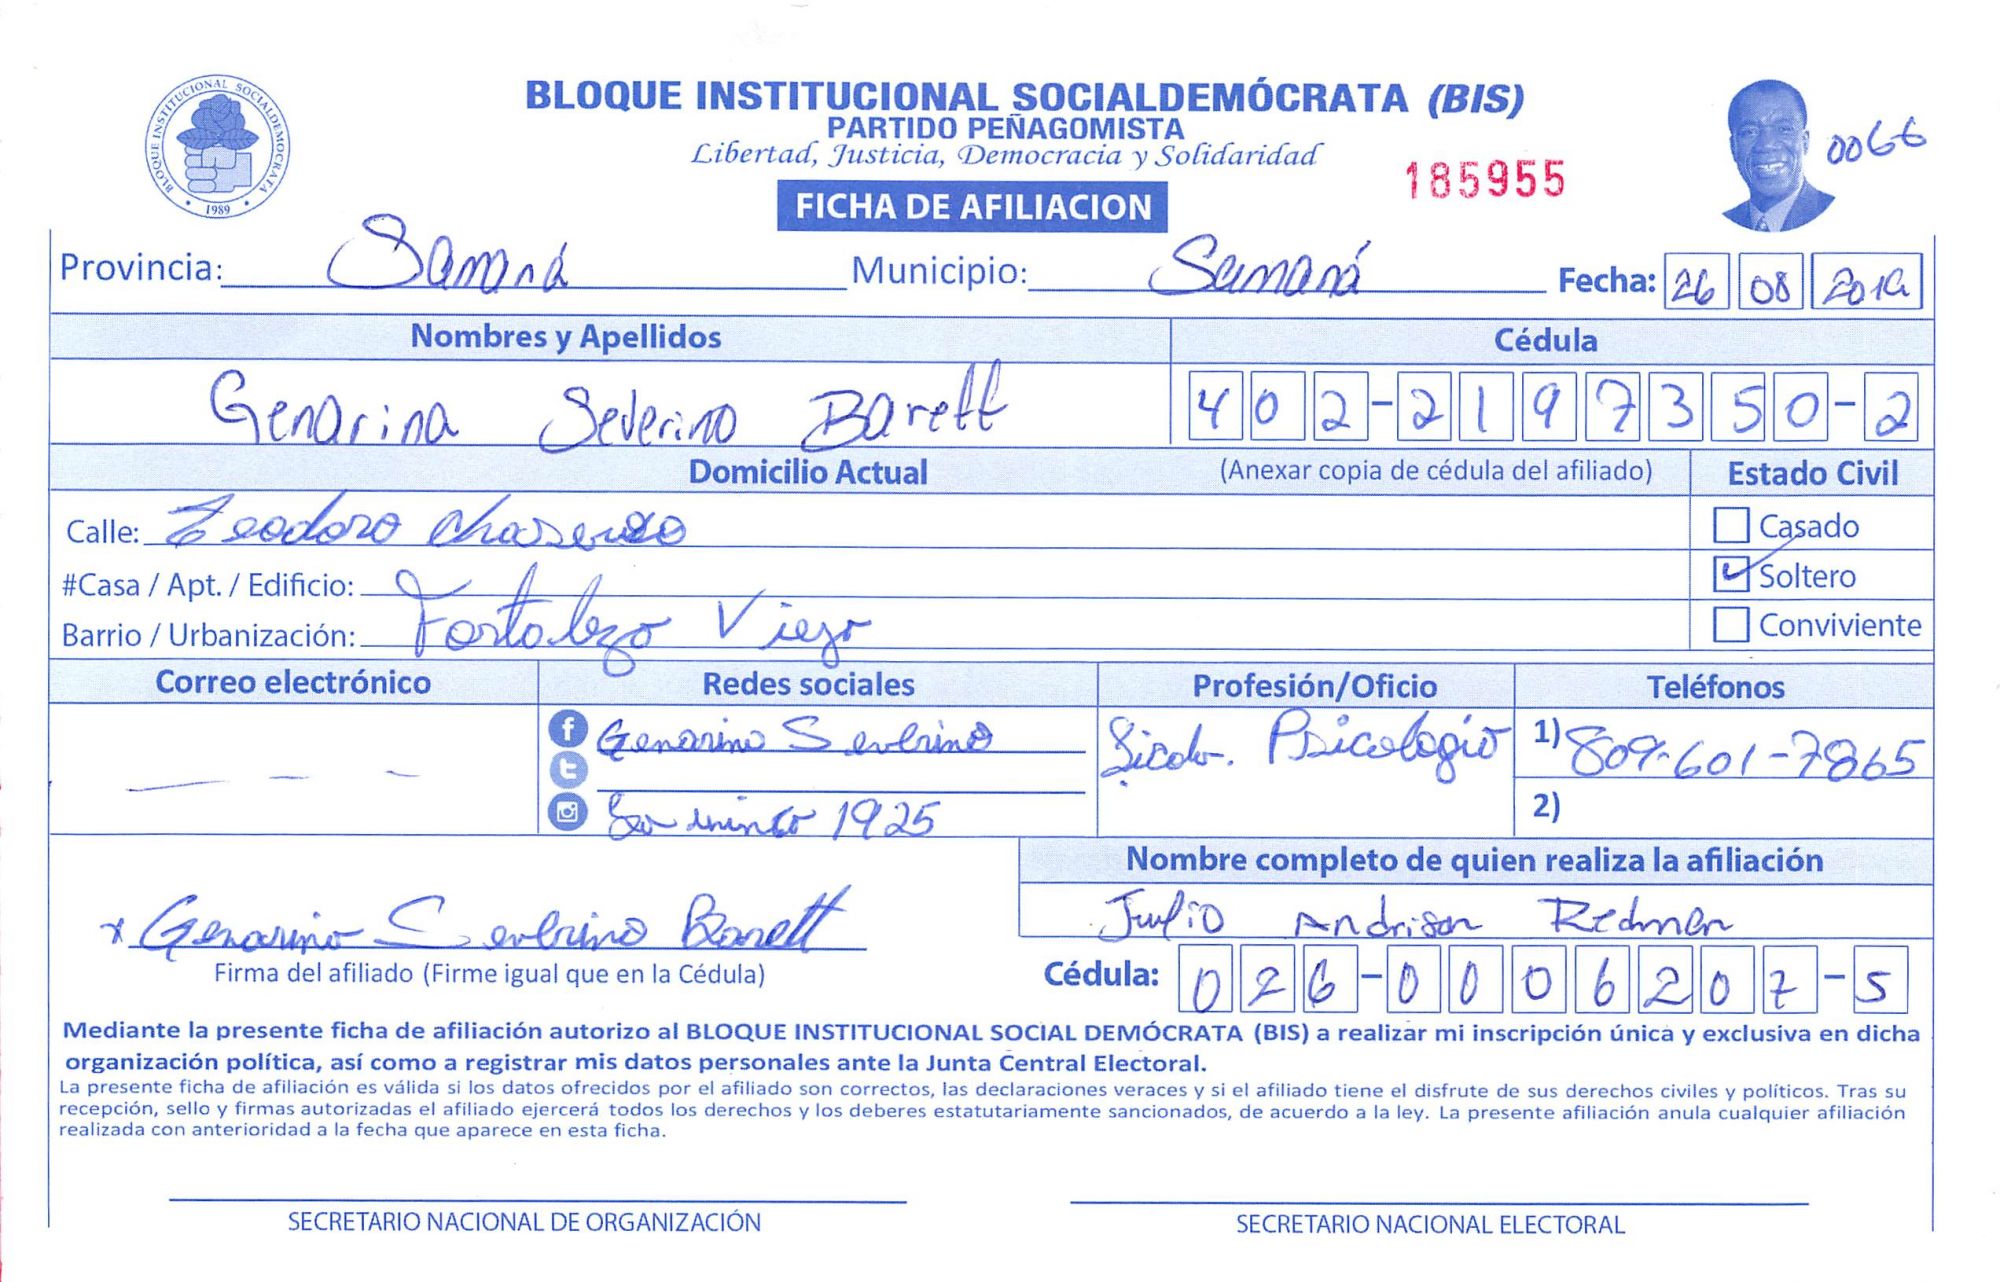 BLOQUE INSTITUCIONAL SOCIALDEMÓCRATA (BIS)
PARTIDO PEÑAGOMISTA
Libertad, Justicia, Democracia y Solidaridad
BLOQUE INSTITUCIONAL SOCIALDEMOCRATA
1989
185955
0066
FICHA DE AFILIACION
Provincia: Samaná Municipio: Samaná Fecha: 26 08 2019
Nombres y Apellidos Cédula
Genarina Severino Barett 402-2197350-2
Domicilio Actual (Anexar copia de cédula del afiliado) Estado Civil
Calle: Teodoro Casado
#Casa / Apt. / Edificio: Soltero
Barrio / Urbanización: Fortaleza Vieja Conviviente
Correo electrónico Redes sociales Profesión/Oficio Teléfonos
— — — Genarina Severino Psicologia 1) 809-601-7865
1925 2)
Nombre completo de quien realiza la afiliación
Julio Andrison Redman
x Genarina Severino Barett
Firma del afiliado (Firme igual que en la Cédula) Cédula: 026-0006207-5
Mediante la presente ficha de afiliación autorizo al BLOQUE INSTITUCIONAL SOCIAL DEMÓCRATA (BIS) a realizar mi inscripción única y exclusiva en dicha
organización política, así como a registrar mis datos personales ante la Junta Central Electoral.
La presente ficha de afiliación es válida si los datos ofrecidos por el afiliado son correctos, las declaraciones veraces y si el afiliado tiene el disfrute de sus derechos civiles y políticos. Tras su
recepción, sello y firmas autorizadas el afiliado ejercerá todos los derechos y los deberes estatutariamente sancionados, de acuerdo a la ley. La presente afiliación anula cualquier afiliación
realizada con anterioridad a la fecha que aparece en esta ficha.
SECRETARIO NACIONAL DE ORGANIZACIÓN SECRETARIO NACIONAL ELECTORAL